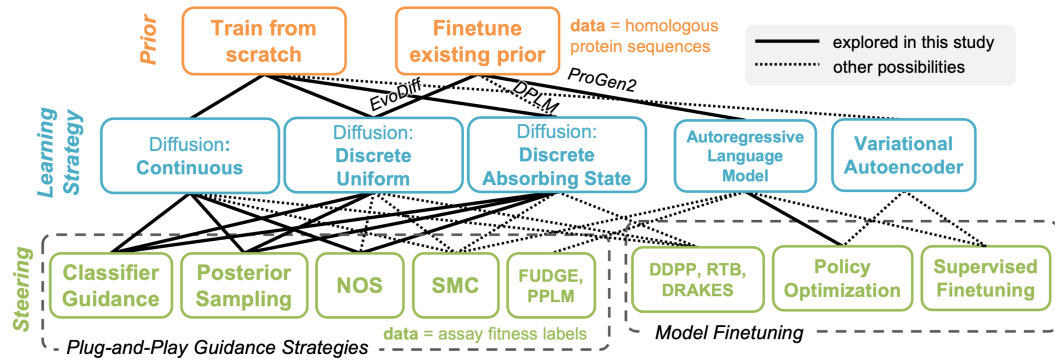 Prior
Train from
scratch
Finetune
existing prior
data = homologous
protein sequences
explored in this study
other possibilities
EvoDiff
DPLM
ProGen2
Learning
Strategy
Diffusion:
Continuous
Diffusion:
Discrete
Uniform
Diffusion:
Discrete
Absorbing State
Autoregressive
Language
Model
Variational
Autoencoder
Steering
Classifier
Guidance
Posterior
Sampling
NOS
SMC
FUDGE,
PPLM
DDPP, RTB,
DRAKES
Policy
Optimization
Supervised
Finetuning
data = assay fitness labels
Plug-and-Play Guidance Strategies
Model Finetuning